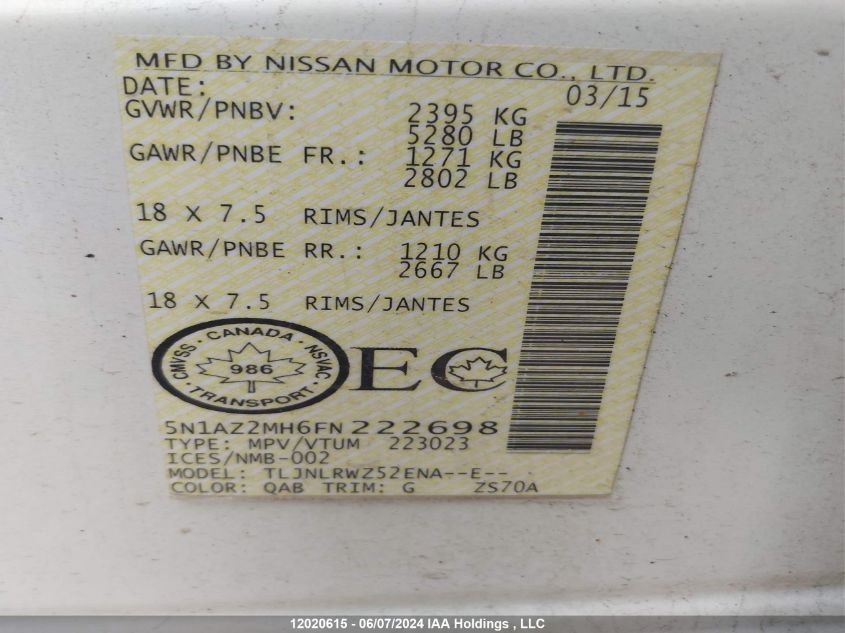 MFD BY NISSAN MOTOR CO., LTD.
DATE: 03/15
GVWR/PNBV: 2395 KG
5280 LB
GAWR/PNBE FR.: 1271 KG
2802 LB
18 X 7.5 RIMS/JANTES
GAWR/PNBE RR.: 1210 KG
2667 LB
18 X 7.5 RIMS/JANTES
CANADA
CMVSS · NSVAC
986
TRANSPORT
EC
5N1AZ2MH6FN222698
TYPE: MPV/VTUM 223023
ICES/NMB-002
MODEL: TLJNLRWZ52ENA--E--
COLOR: QAB TRIM: G ZS70A
12020615 - 06/07/2024 IAA Holdings , LLC